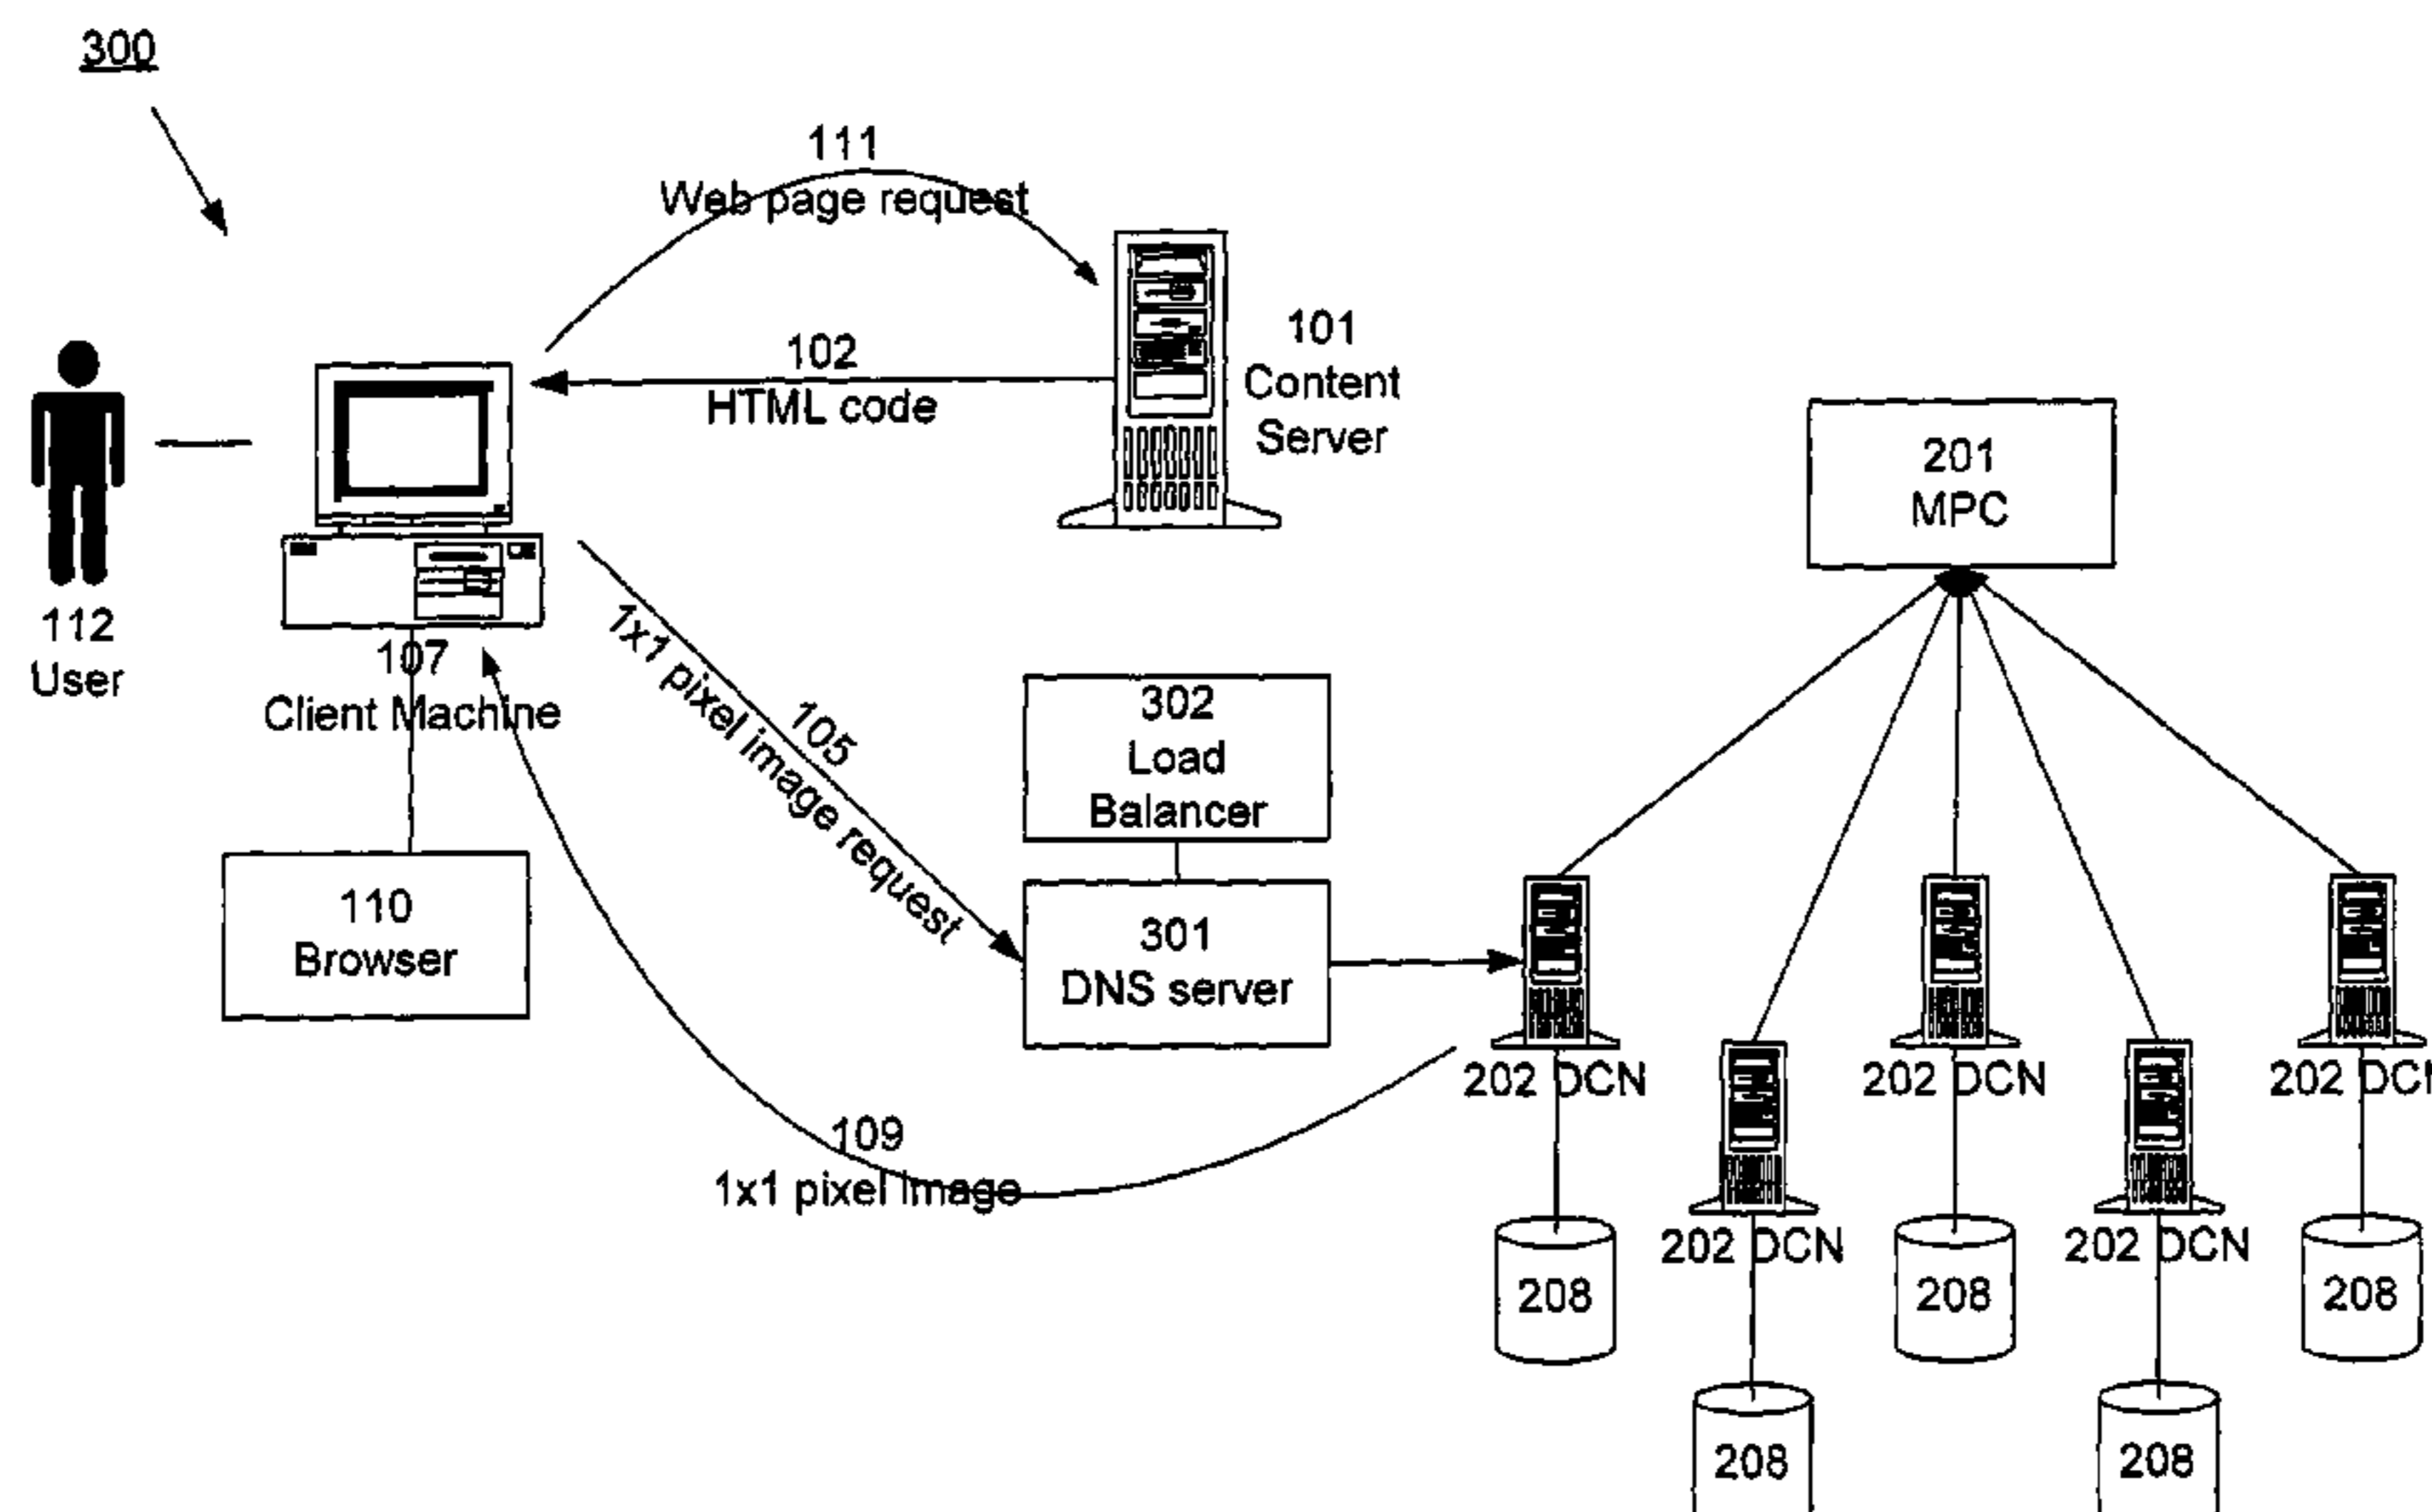 300
111
Web page request
102
HTML code
101
Content
Server
112
User
107
Client Machine
110
Browser
105
1x1 pixel image request
302
Load
Balancer
301
DNS server
109
1x1 pixel image
201
MPC
202 DCN
202 DCN
202 DCN
202 DCN
202 DCN
208
208
208
208
208